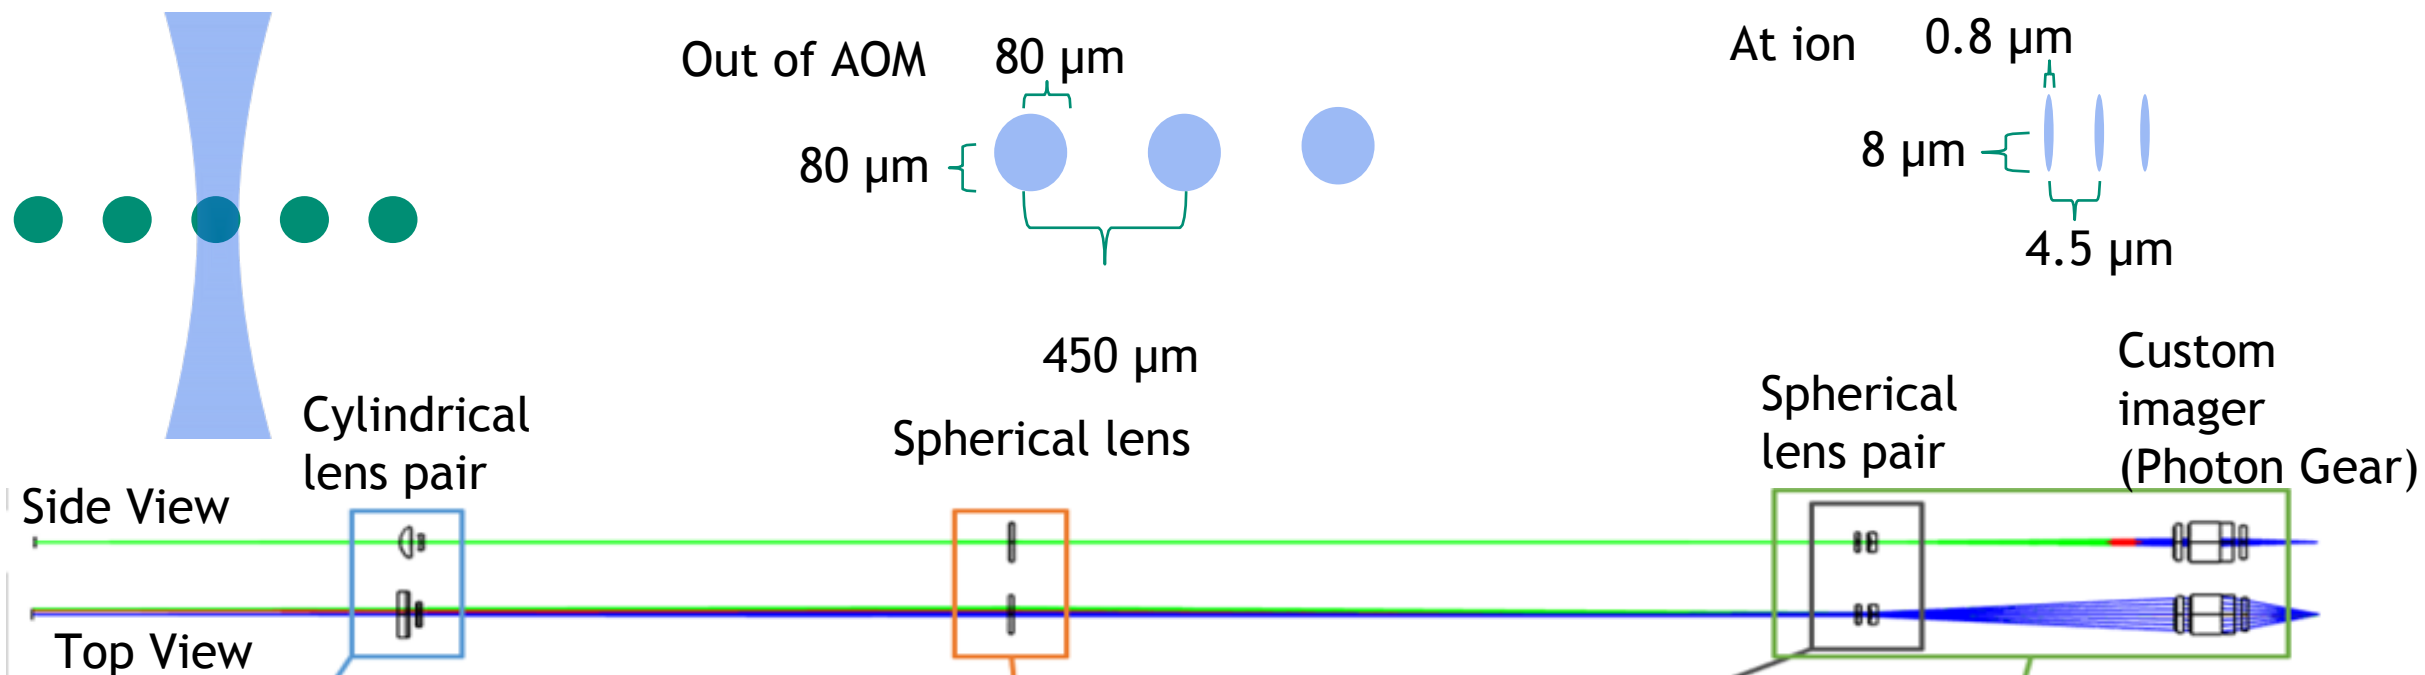 Out of AOM
80 µm
80 µm
450 µm
At ion
0.8 µm
8 µm
4.5 µm
Cylindrical
lens pair
Spherical lens
Spherical
lens pair
Custom
imager
(Photon Gear)
Side View
Top View